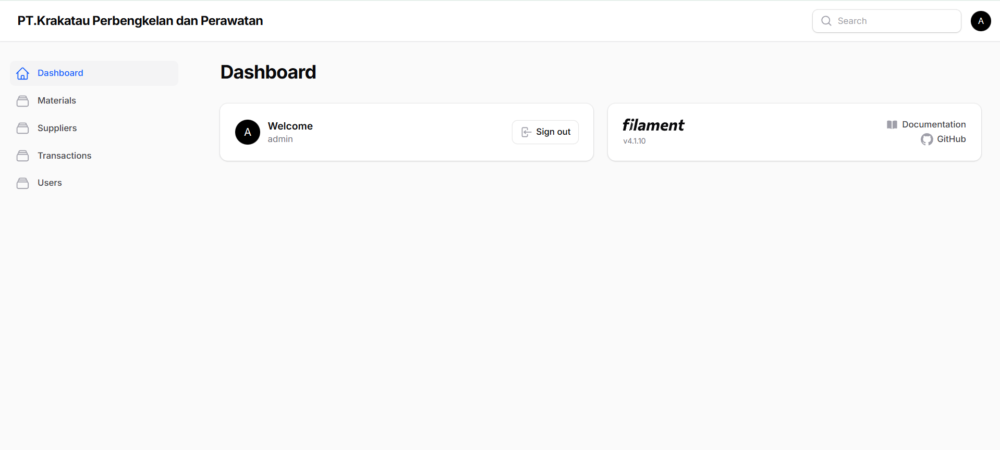 PT.Krakatau Perbengkelan dan Perawatan
Search
A
Dashboard
Materials
Suppliers
Transactions
Users
Dashboard
A
Welcome
admin
Sign out
filament
v4.1.10
Documentation
GitHub